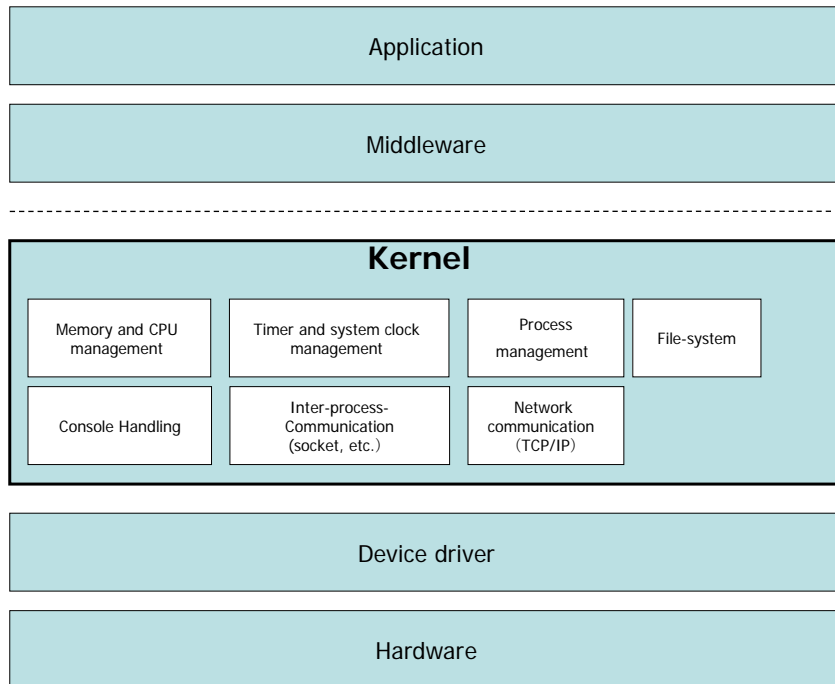 Application
Middleware
Kernel
Memory and CPU
management
Timer and system clock
management
Process
management
File-system
Console Handling
Inter-process-
Communication
(socket, etc.）
Network
communication
（TCP/IP）
Device driver
Hardware